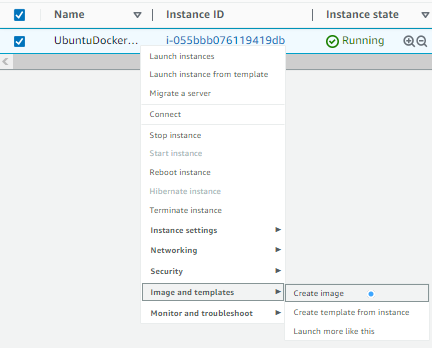 Name Instance ID Instance state
UbuntuDocker... i-055bbb076119419db Running
Launch instances
Launch instance from template
Migrate a server
Connect
Stop instance
Start instance
Reboot instance
Hibernate instance
Terminate instance
Instance settings
Networking
Security
Image and templates
Create image
Create template from instance
Monitor and troubleshoot
Launch more like this